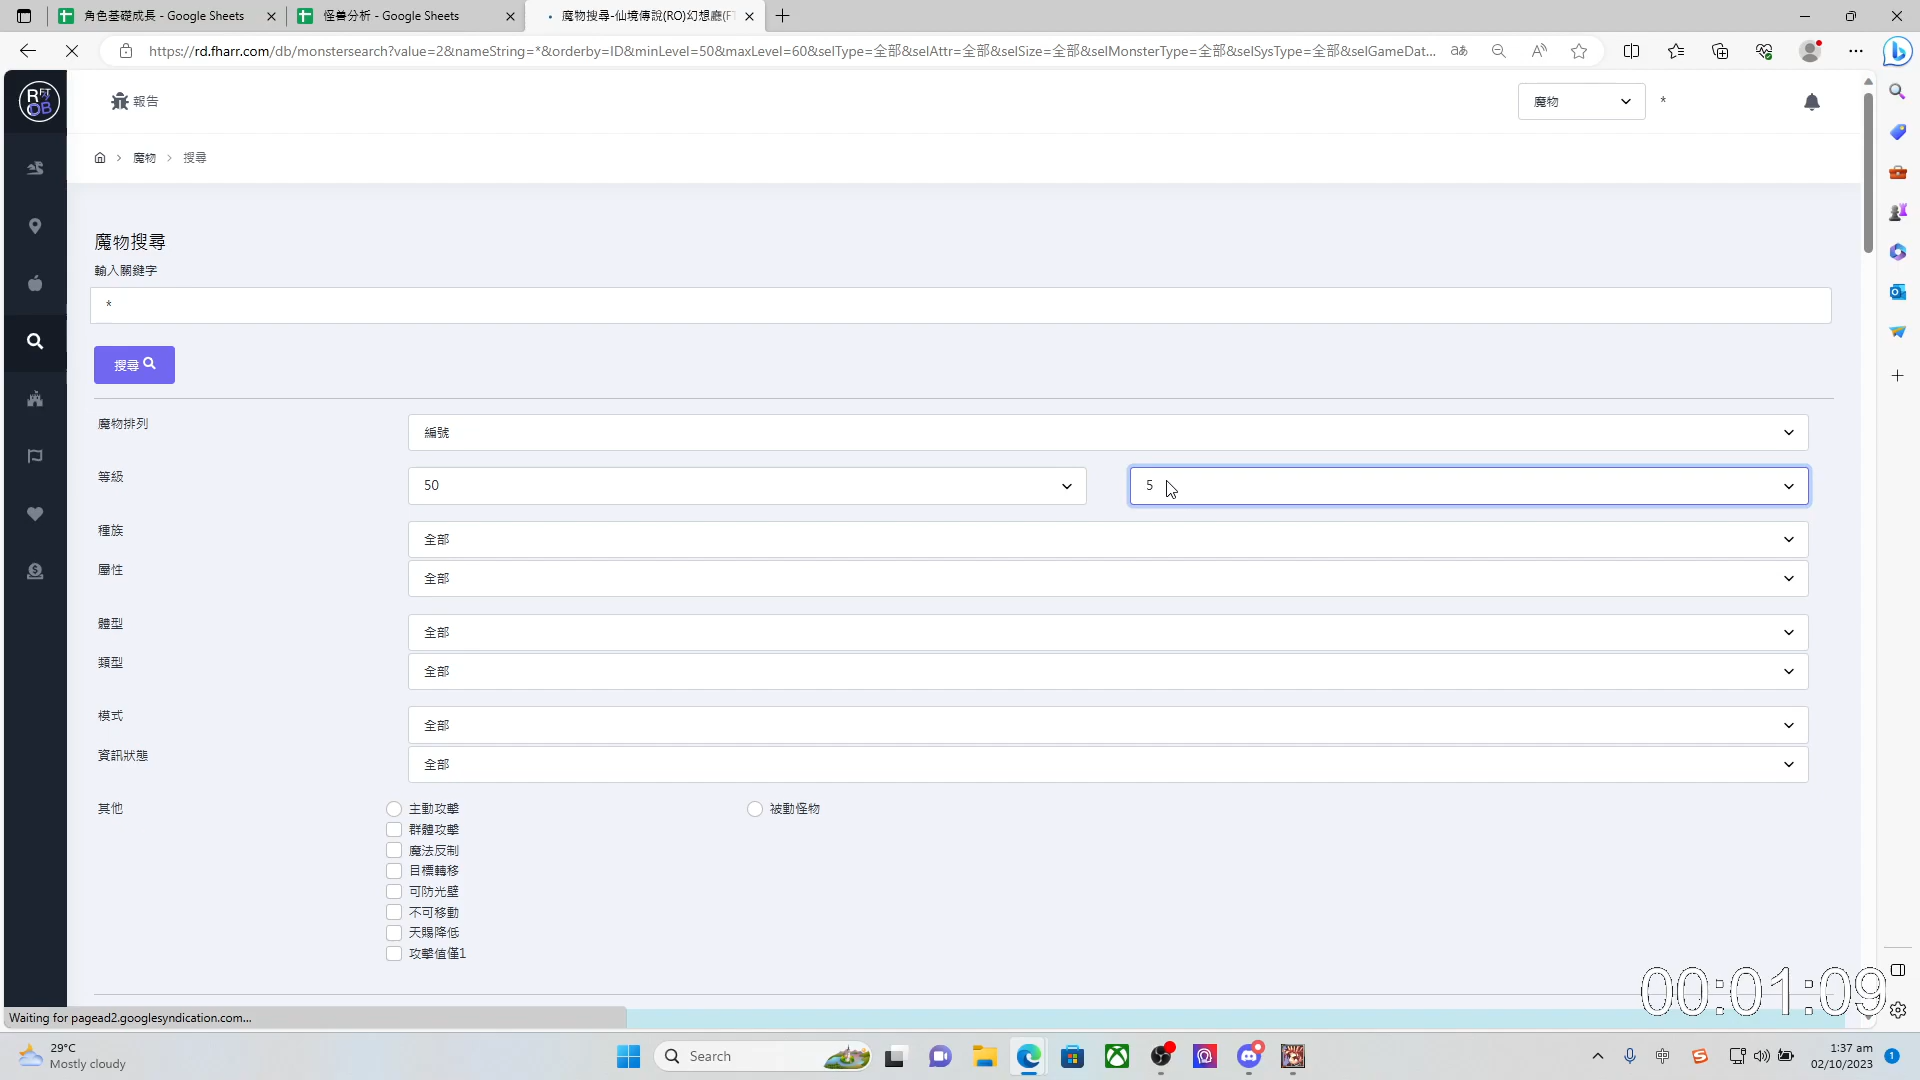 角色基礎成長 - Google Sheets
怪兽分析 - Google Sheets
魔物搜尋-仙境傳說(RO)幻想廳(FT
https://rd.fharr.com/db/monstersearch?value=2&nameString=*&orderby=ID&minLevel=50&maxLevel=60&selType=全部&selAttr=全部&selSize=全部&selMonsterType=全部&selSysType=全部&selGameDat...
報告
魔物
*
魔物
搜尋
魔物搜尋
輸入關鍵字
*
搜尋
魔物排列
編號
等級
50
5
種族
全部
屬性
全部
體型
全部
類型
全部
模式
全部
資訊狀態
全部
其他
主動攻擊
被動怪物
群體攻擊
魔法反制
目標轉移
可防光壁
不可移動
天賜降低
攻擊值僅1
00:01:09
Waiting for pagead2.googlesyndication.com...
29°C
Mostly cloudy
Search
中
1:37 am
02/10/2023
1